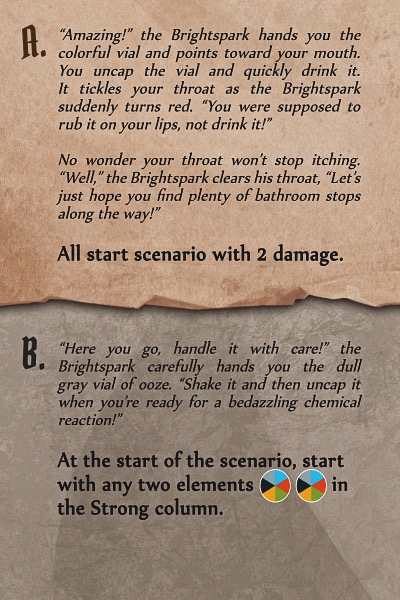 A.
“Amazing!” the Brightspark hands you the
colorful vial and points toward your mouth.
You uncap the vial and quickly drink it.
It tickles your throat as the Brightspark
suddenly turns red. “You were supposed to
rub it on your lips, not drink it!”
No wonder your throat won’t stop itching.
“Well,” the Brightspark clears his throat, “Let’s
just hope you find plenty of bathroom stops
along the way!”
All start scenario with 2 damage.
B.
“Here you go, handle it with care!” the
Brightspark carefully hands you the dull
gray vial of ooze. “Shake it and then uncap it
when you’re ready for a bedazzling chemical
reaction!”
At the start of the scenario, start
with any two elements in
the Strong column.